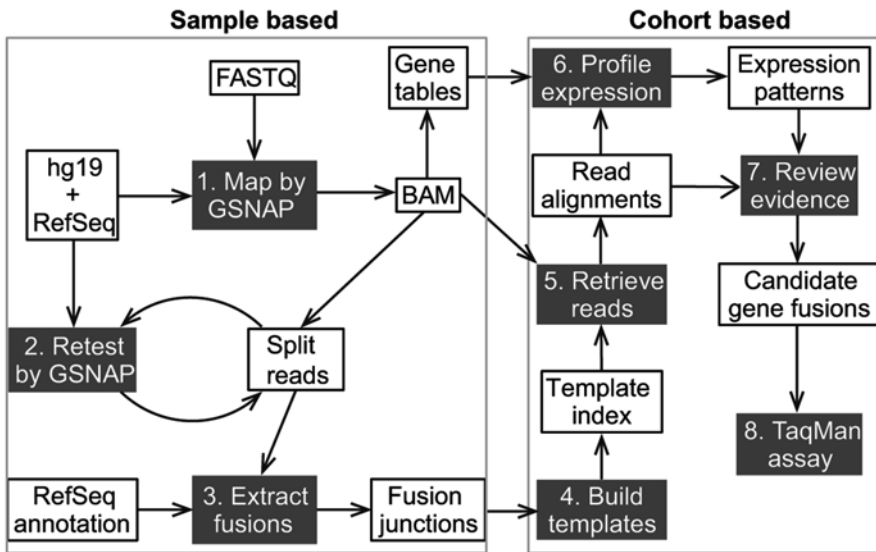 Sample based
Cohort based
FASTQ
Gene
tables
6. Profile
expression
Expression
patterns
hg19
+
RefSeq
1. Map by
GSNAP
BAM
Read
alignments
7. Review
evidence
5. Retrieve
reads
Candidate
gene fusions
2. Retest
by GSNAP
Split
reads
Template
index
8. TaqMan
assay
RefSeq
annotation
3. Extract
fusions
Fusion
junctions
4. Build
templates